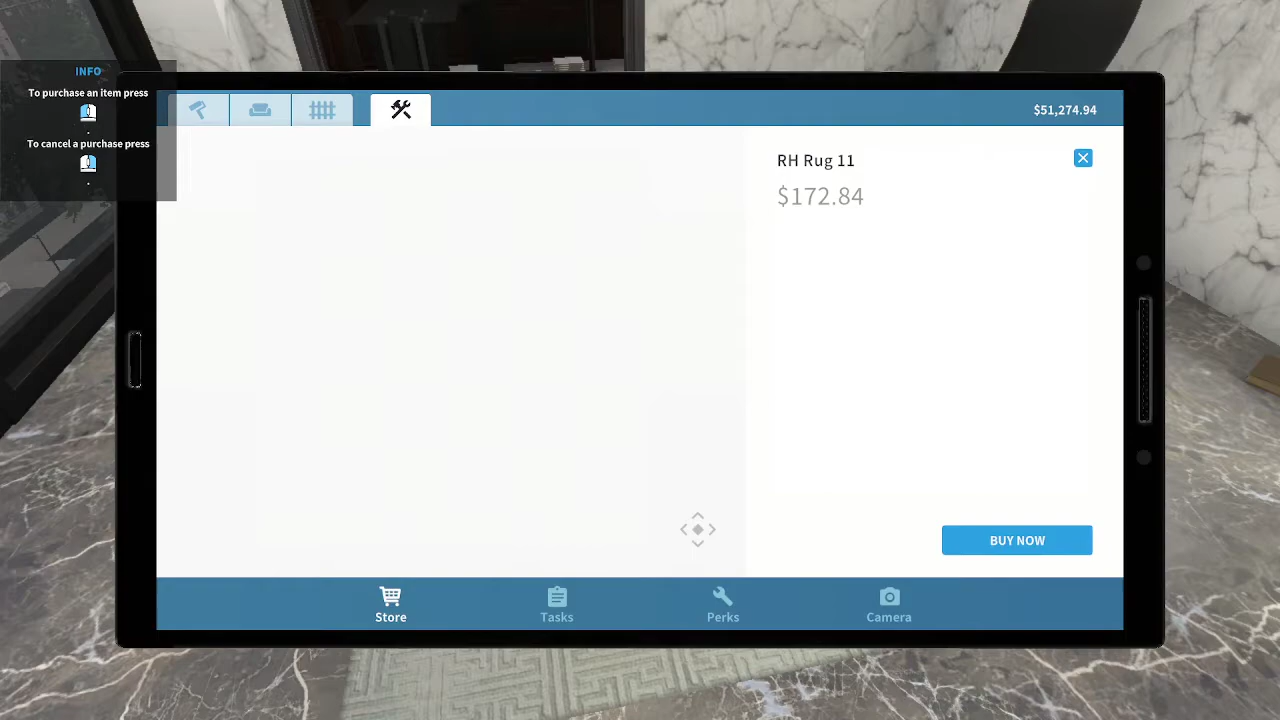 INFO
To purchase an item press
.
To cancel a purchase press
.
$51,274.94
RH Rug 11
$172.84
BUY NOW
Store
Tasks
Perks
Camera